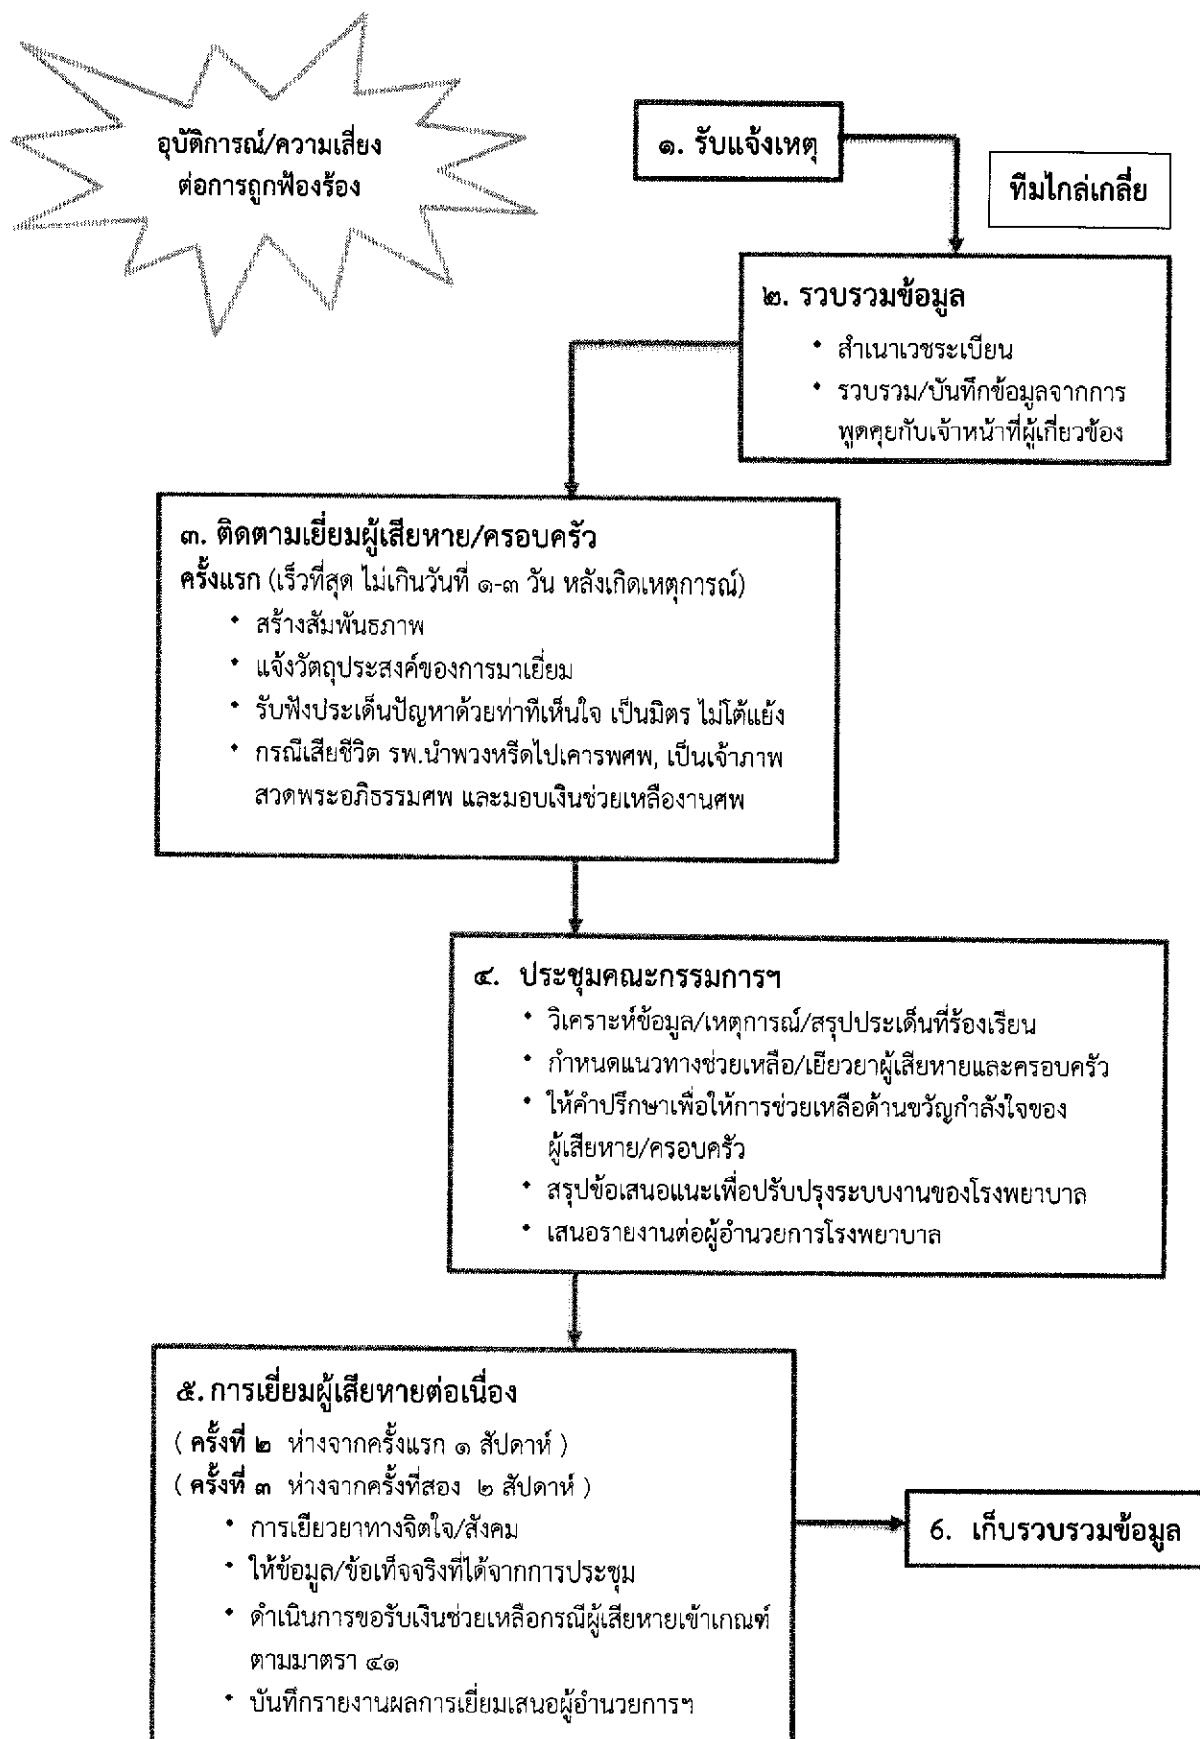 อุบัติการณ์/ความเสี่ยง
ต่อการถูกฟ้องร้อง
๑. รับแจ้งเหตุ
ทีมไกล่เกลี่ย
๒. รวบรวมข้อมูล
• สำเนาเวชระเบียน
• รวบรวม/บันทึกข้อมูลจากการ
พูดคุยกับเจ้าหน้าที่ผู้เกี่ยวข้อง
๓. ติดตามเยี่ยมผู้เสียหาย/ครอบครัว
ครั้งแรก (เร็วที่สุด ไม่เกินวันที่ ๑-๓ วัน หลังเกิดเหตุการณ์)
• สร้างสัมพันธภาพ
• แจ้งวัตถุประสงค์ของการมาเยี่ยม
• รับฟังประเด็นปัญหาด้วยท่าทีเห็นใจ เป็นมิตร ไม่โต้แย้ง
• กรณีเสียชีวิต รพ.นำพวงหรีดไปเคารพศพ, เป็นเจ้าภาพ
สวดพระอภิธรรมศพ และมอบเงินช่วยเหลืองานศพ
๔. ประชุมคณะกรรมการฯ
• วิเคราะห์ข้อมูล/เหตุการณ์/สรุปประเด็นที่ร้องเรียน
• กำหนดแนวทางช่วยเหลือ/เยียวยาผู้เสียหายและครอบครัว
• ให้คำปรึกษาเพื่อให้การช่วยเหลือด้านขวัญกำลังใจของ
ผู้เสียหาย/ครอบครัว
• สรุปข้อเสนอแนะเพื่อปรับปรุงระบบงานของโรงพยาบาล
• เสนอรายงานต่อผู้อำนวยการโรงพยาบาล
๕. การเยี่ยมผู้เสียหายต่อเนื่อง
( ครั้งที่ ๒ ห่างจากครั้งแรก ๑ สัปดาห์ )
( ครั้งที่ ๓ ห่างจากครั้งที่สอง ๒ สัปดาห์ )
• การเยียวยาทางจิตใจ/สังคม
• ให้ข้อมูล/ข้อเท็จจริงที่ได้จากการประชุม
• ดำเนินการขอรับเงินช่วยเหลือกรณีผู้เสียหายเข้าเกณฑ์
ตามมาตรา ๔๑
• บันทึกรายงานผลการเยี่ยมเสนอผู้อำนวยการฯ
6. เก็บรวบรวมข้อมูล